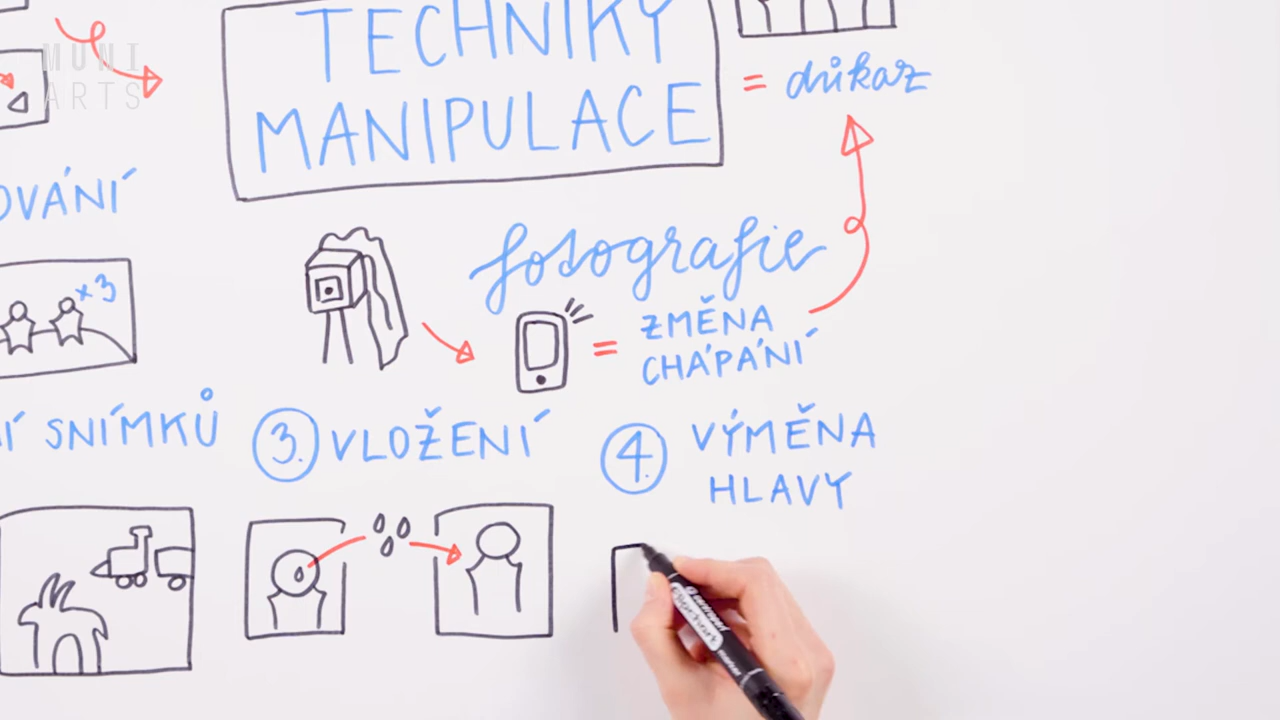 MUNI
ARTS
TECHNIKY
MANIPULACE
= důkaz
OVÁNÍ
×3
fotografie
= ZMĚNA
CHÁPÁNÍ
Í SNÍMKŮ
3. VLOŽENÍ
4. VÝMĚNA
HLAVY